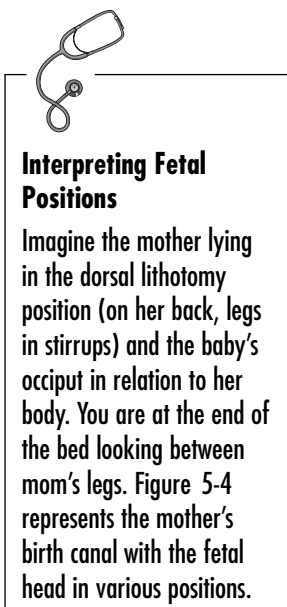 Interpreting Fetal
Positions
Imagine the mother lying
in the dorsal lithotomy
position (on her back, legs
in stirrups) and the baby’s
occiput in relation to her
body. You are at the end of
the bed looking between
mom’s legs. Figure 5-4
represents the mother’s
birth canal with the fetal
head in various positions.